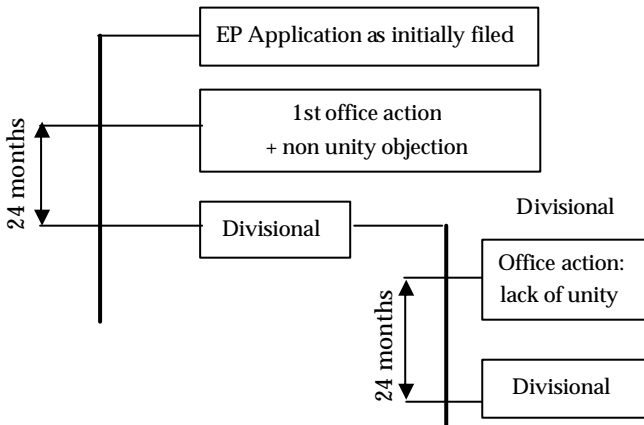 EP Application as initially filed
1st office action
+ non unity objection
24 months
Divisional
Divisional
Office action:
lack of unity
24 months
Divisional